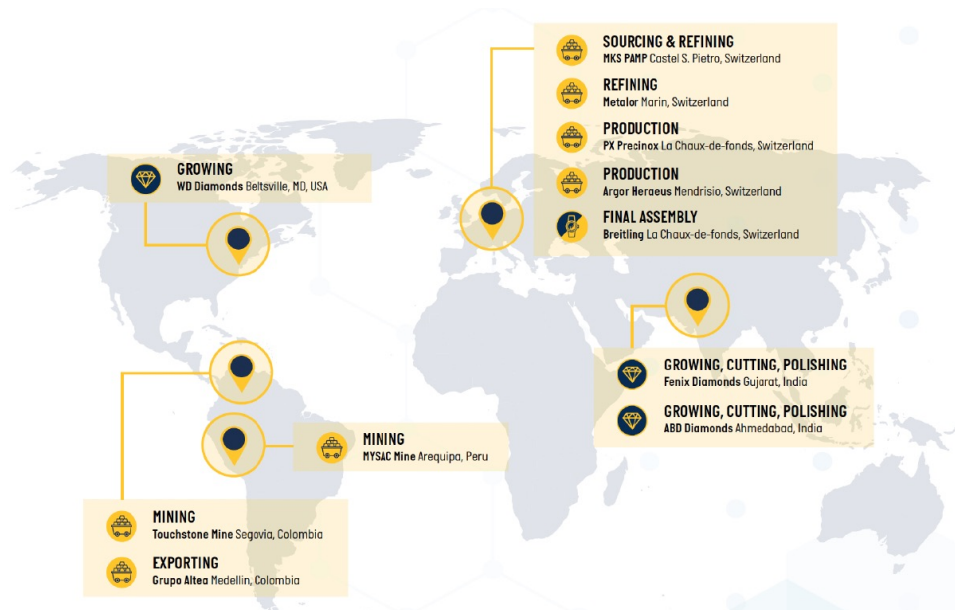 SOURCING & REFINING
MKS PAMP Castel S. Pietro, Switzerland
REFINING
Metalor Marin, Switzerland
PRODUCTION
PX Precinox La Chaux-de-fonds, Switzerland
PRODUCTION
Argor Heraeus Mendrisio, Switzerland
FINAL ASSEMBLY
Breitling La Chaux-de-fonds, Switzerland
GROWING
WD Diamonds Beltsville, MD, USA
GROWING, CUTTING, POLISHING
Fenix Diamonds Gujarat, India
GROWING, CUTTING, POLISHING
ABD Diamonds Ahmedabad, India
MINING
MYSAC Mine Arequipa, Peru
MINING
Touchstone Mine Segovia, Colombia
EXPORTING
Grupo Altea Medellin, Colombia